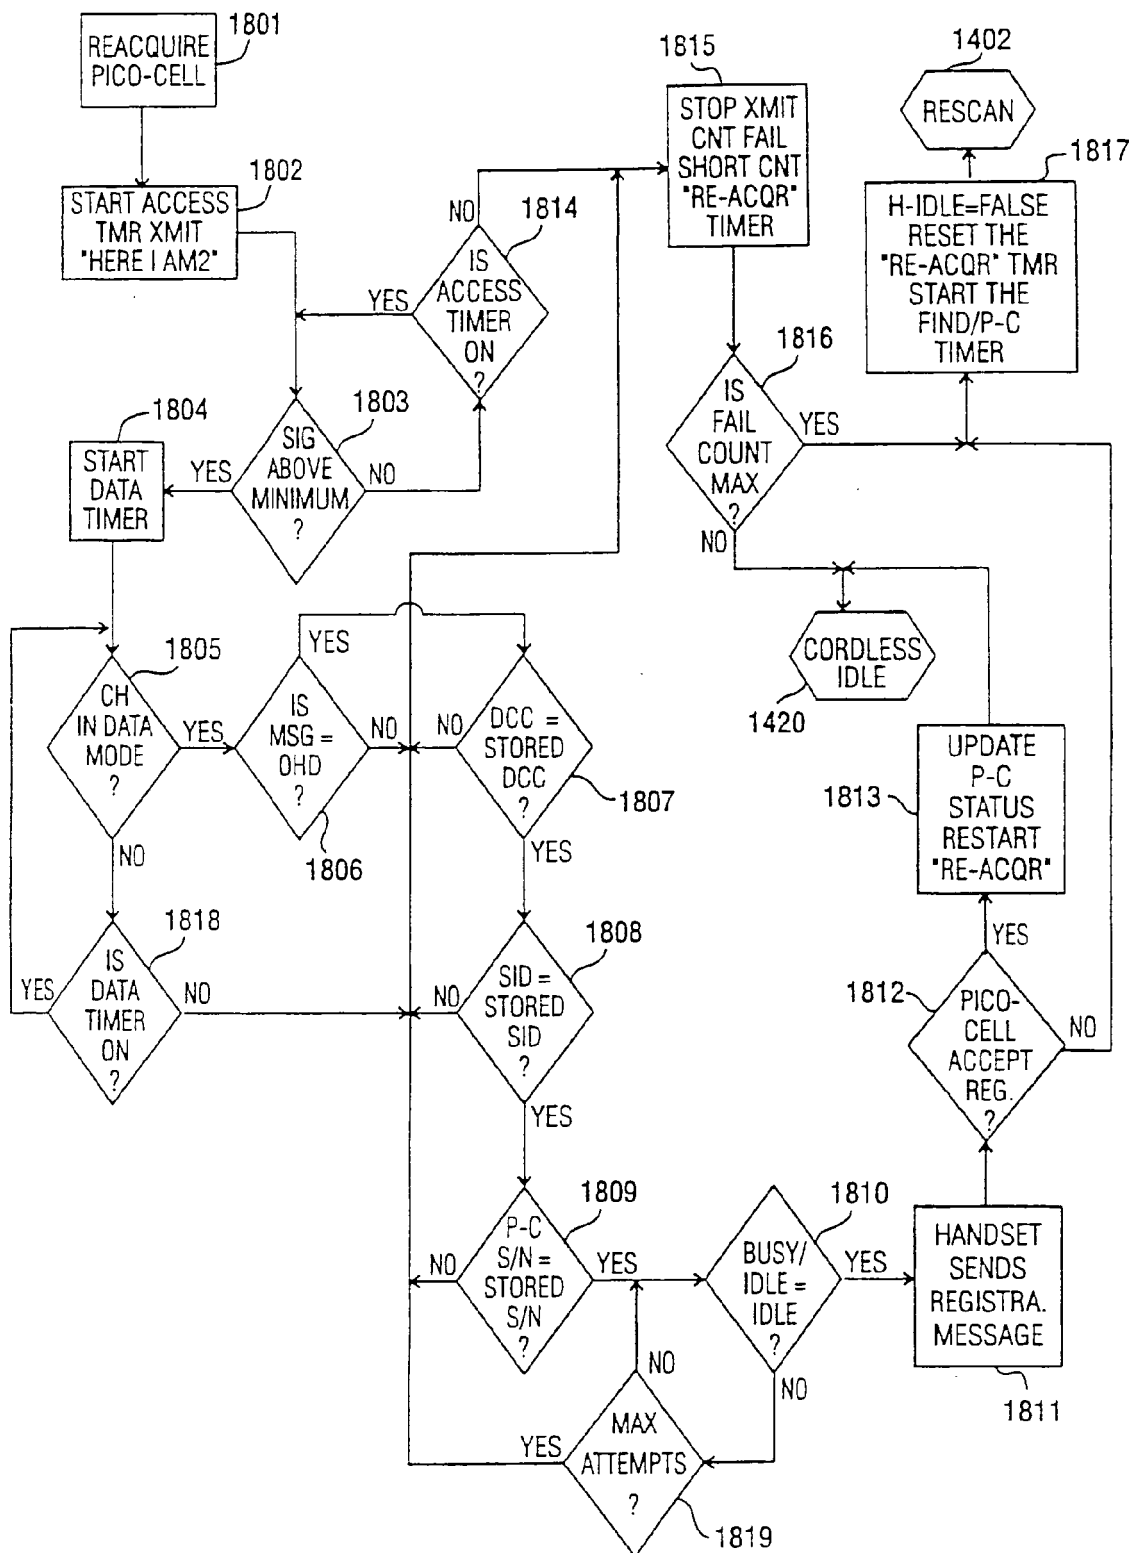 1801
REACQUIRE
PICO-CELL
1802
START ACCESS
TMR XMIT
"HERE I AM2"
NO
1814
IS
ACCESS
TIMER
ON
?
YES
1803
SIG
ABOVE
MINIMUM
?
YES
NO
1804
START
DATA
TIMER
1805
CH
IN DATA
MODE
?
YES
NO
YES
IS
MSG =
OHD
?
NO
1806
NO
DCC =
STORED
DCC
?
1807
YES
1818
IS
DATA
TIMER
ON
?
YES
NO
1808
SID =
STORED
SID
?
NO
YES
1809
P-C
S/N =
STORED
S/N
?
NO
YES
1810
BUSY/
IDLE =
IDLE
?
YES
NO
NO
MAX
ATTEMPTS
?
YES
1819
HANDSET
SENDS
REGISTRA.
MESSAGE
1811
1812
PICO-
CELL
ACCEPT
REG.
?
YES
NO
1813
UPDATE
P-C
STATUS
RESTART
"RE-ACQR"
1815
STOP XMIT
CNT FAIL
SHORT CNT
"RE-ACQR"
TIMER
1816
IS
FAIL
COUNT
MAX
?
YES
NO
CORDLESS
IDLE
1420
1402
RESCAN
1817
H-IDLE=FALSE
RESET THE
"RE-ACQR" TMR
START THE
FIND/P-C
TIMER